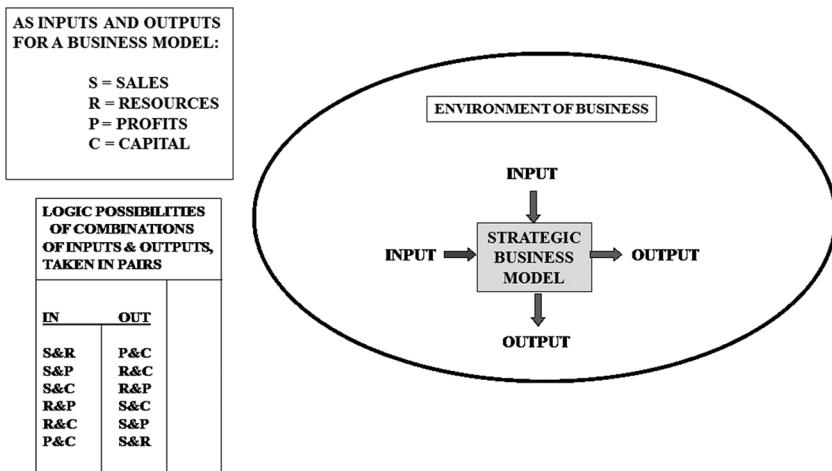 AS INPUTS AND OUTPUTS
FOR A BUSINESS MODEL:
S = SALES
R = RESOURCES
P = PROFITS
C = CAPITAL
LOGIC POSSIBILITIES
OF COMBINATIONS
OF INPUTS & OUTPUTS,
TAKEN IN PAIRS
IN OUT
S&R P&C
S&P R&C
S&C R&P
R&P S&C
R&C S&P
P&C S&R
ENVIRONMENT OF BUSINESS
INPUT
INPUT
STRATEGIC
BUSINESS
MODEL
OUTPUT
OUTPUT